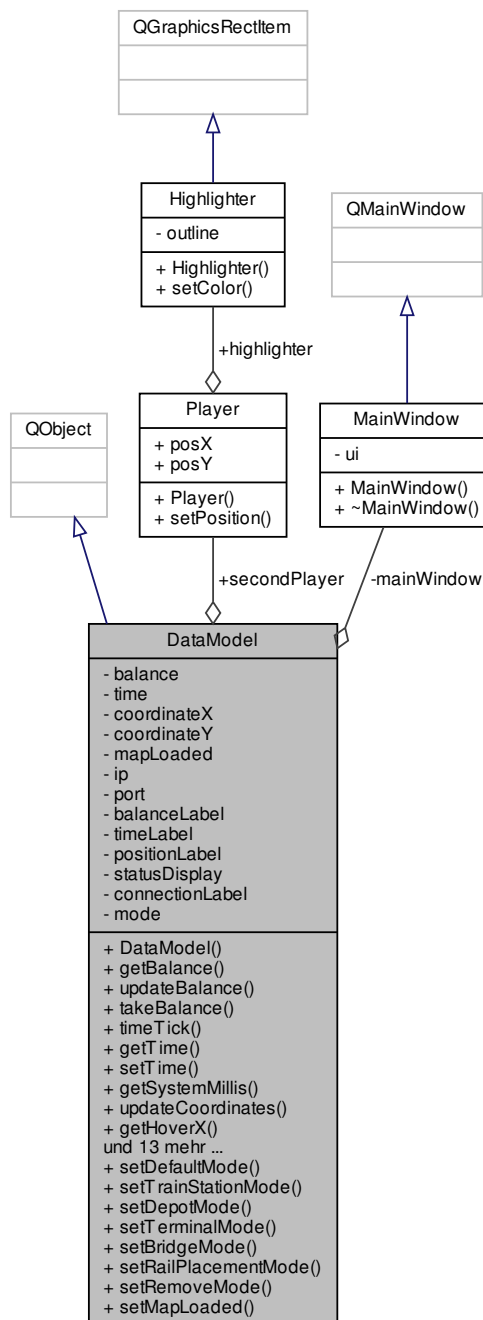 QGraphicsRectItem
Highlighter
- outline
+ Highlighter()
+ setColor()
QMainWindow
+highlighter
Player
+ posX
+ posY
+ Player()
+ setPosition()
MainWindow
- ui
+ MainWindow()
+ ~MainWindow()
QObject
+secondPlayer
-mainWindow
DataModel
- balance
- time
- coordinateX
- coordinateY
- mapLoaded
- ip
- port
- balanceLabel
- timeLabel
- positionLabel
- statusDisplay
- connectionLabel
- mode
+ DataModel()
+ getBalance()
+ updateBalance()
+ takeBalance()
+ timeTick()
+ getTime()
+ setTime()
+ getSystemMillis()
+ updateCoordinates()
+ getHoverX()
und 13 mehr ...
+ setDefaultMode()
+ setTrainStationMode()
+ setDepotMode()
+ setTerminalMode()
+ setBridgeMode()
+ setRailPlacementMode()
+ setRemoveMode()
+ setMapLoaded()